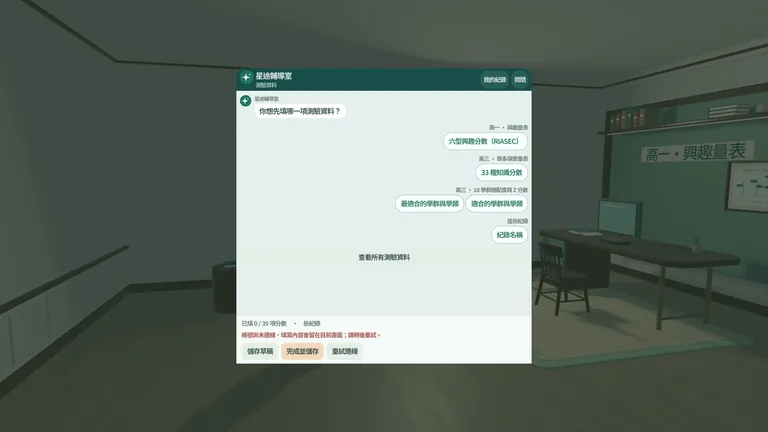 星途輔導室
測驗資料
我的紀錄
關閉
星途輔導室
你想先填哪一項測驗資料？
高一・興趣量表
六型興趣分數（RIASEC）
高三・學系探索量表
33 種知識分數
高三・18 學群適配度與 Z 分數
最適合的學群與學類
適合的學群與學類
這份紀錄
紀錄名稱
查看所有測驗資料
已填 0 / 39 項分數 ・ 新紀錄
帳號尚未連線。填寫內容會留在目前畫面；請稍後重試。
儲存草稿
完成並儲存
重試連線
高一・興趣量表